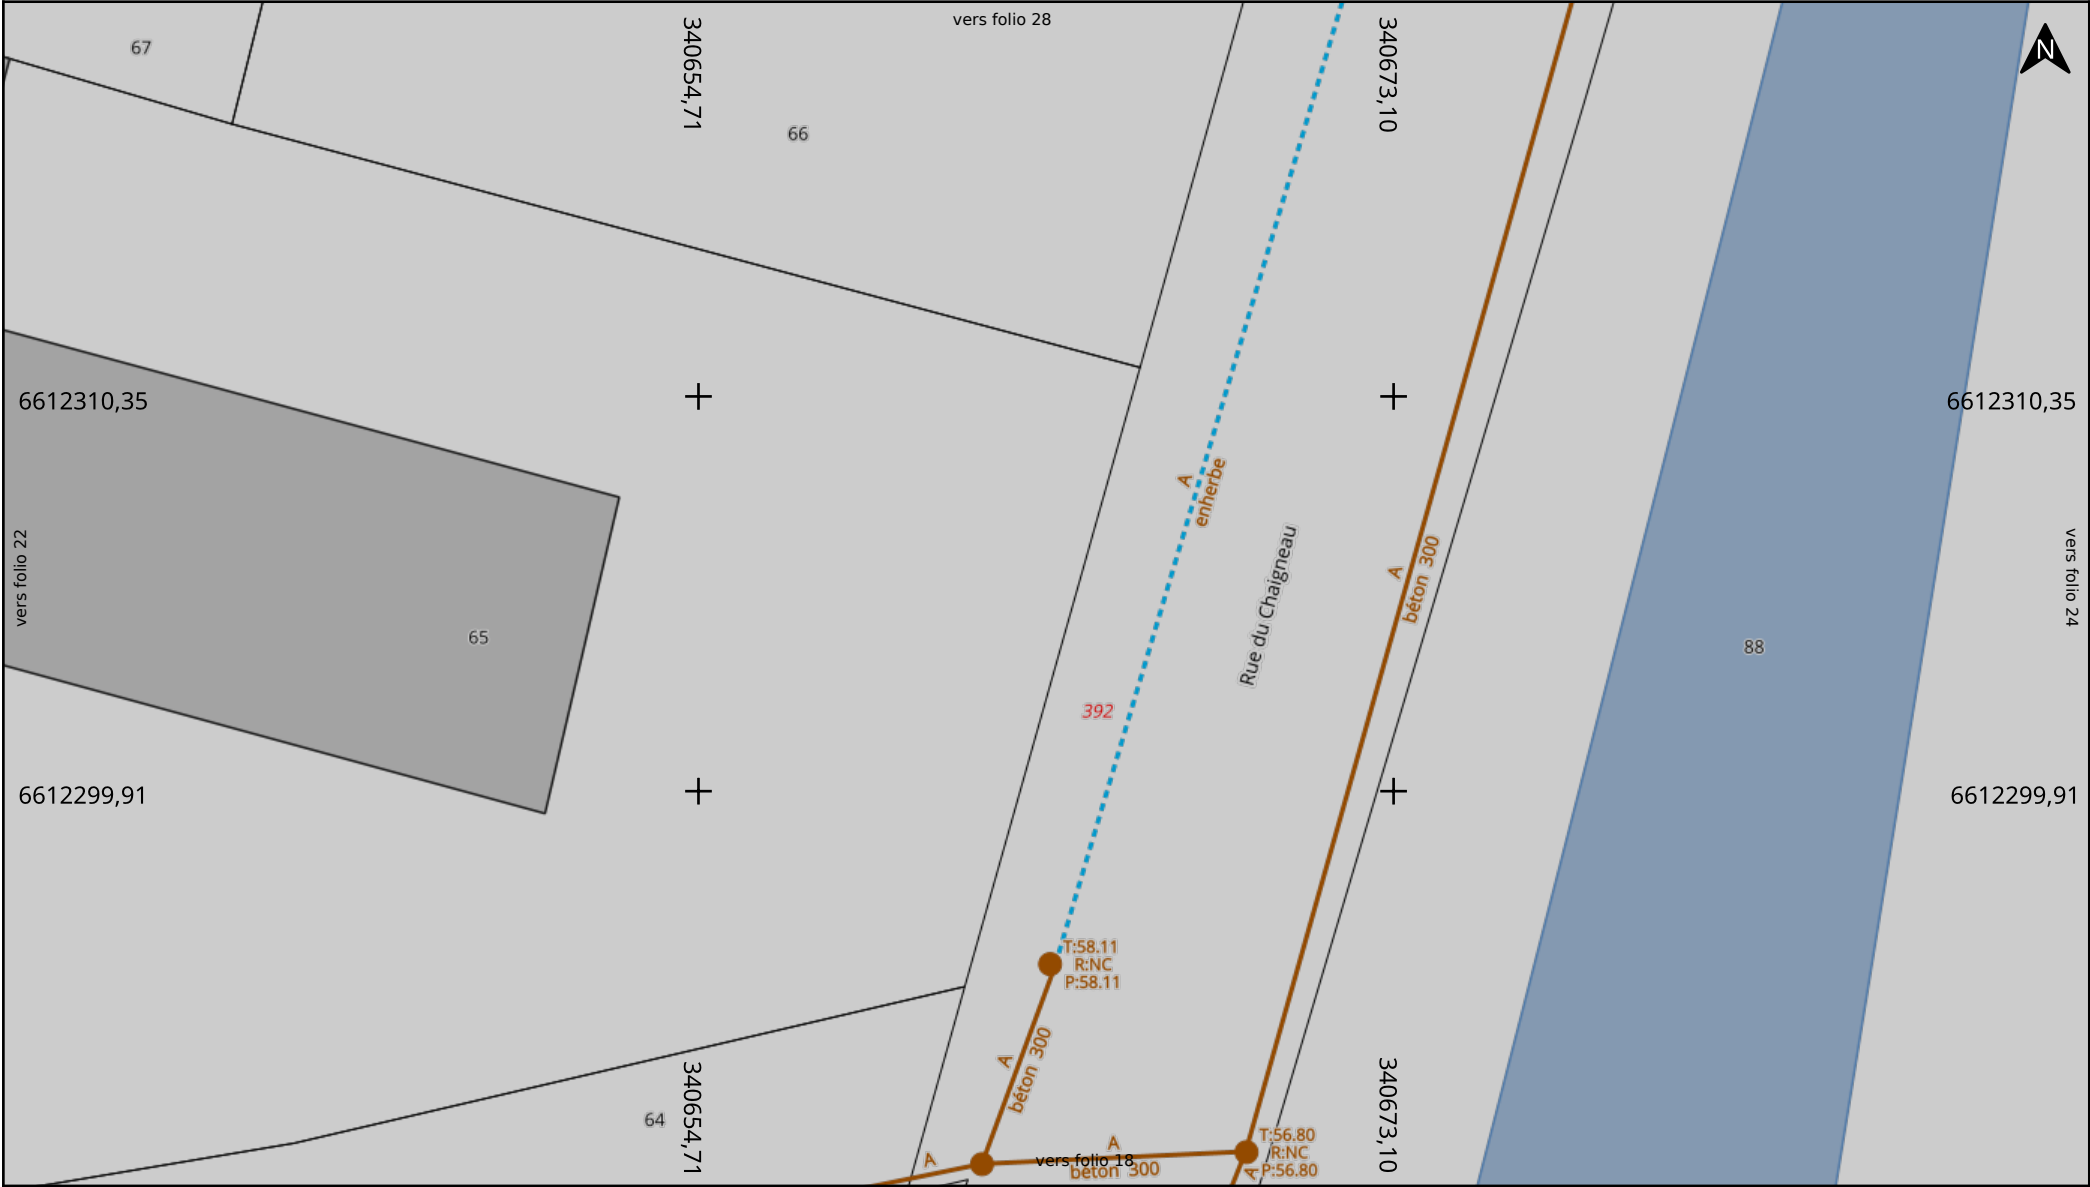 vers folio 28
67
340654,71
340673,10
N
66
6612310,35
6612310,35
A
enherbe
vers folio 22
Rue du Chaigneau
A
béton 300
vers folio 24
65
88
392
6612299,91
6612299,91
T:58.11
R:NC
P:58.11
A
béton 300
64
340654,71
340673,10
A
A
vers folio 18
béton 300
T:56.80
R:NC
P:56.80
A